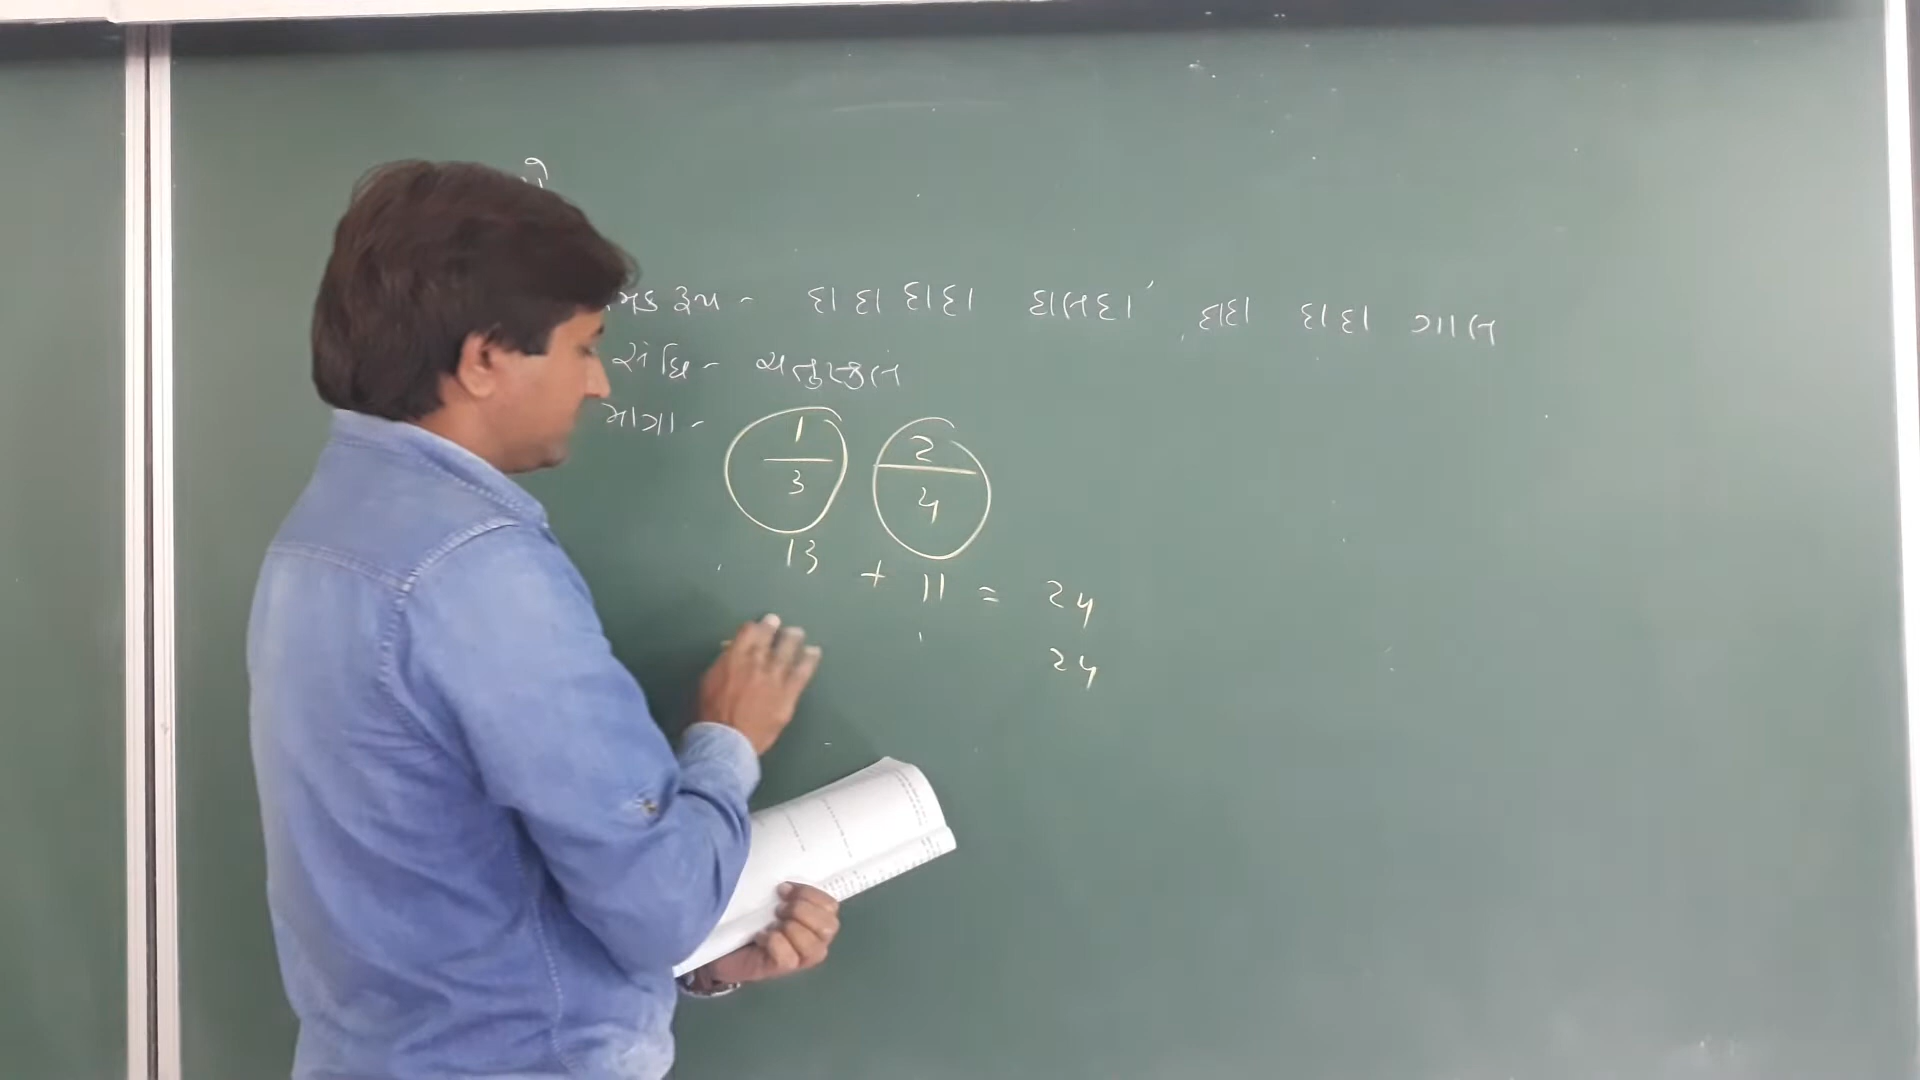 દા દા દાદા દાલદા, દાદા દાદા ગાલ
સંધિ - ચતુષ્કલ
માત્રા -
1 2
3 4
13 + 11 = 24
24